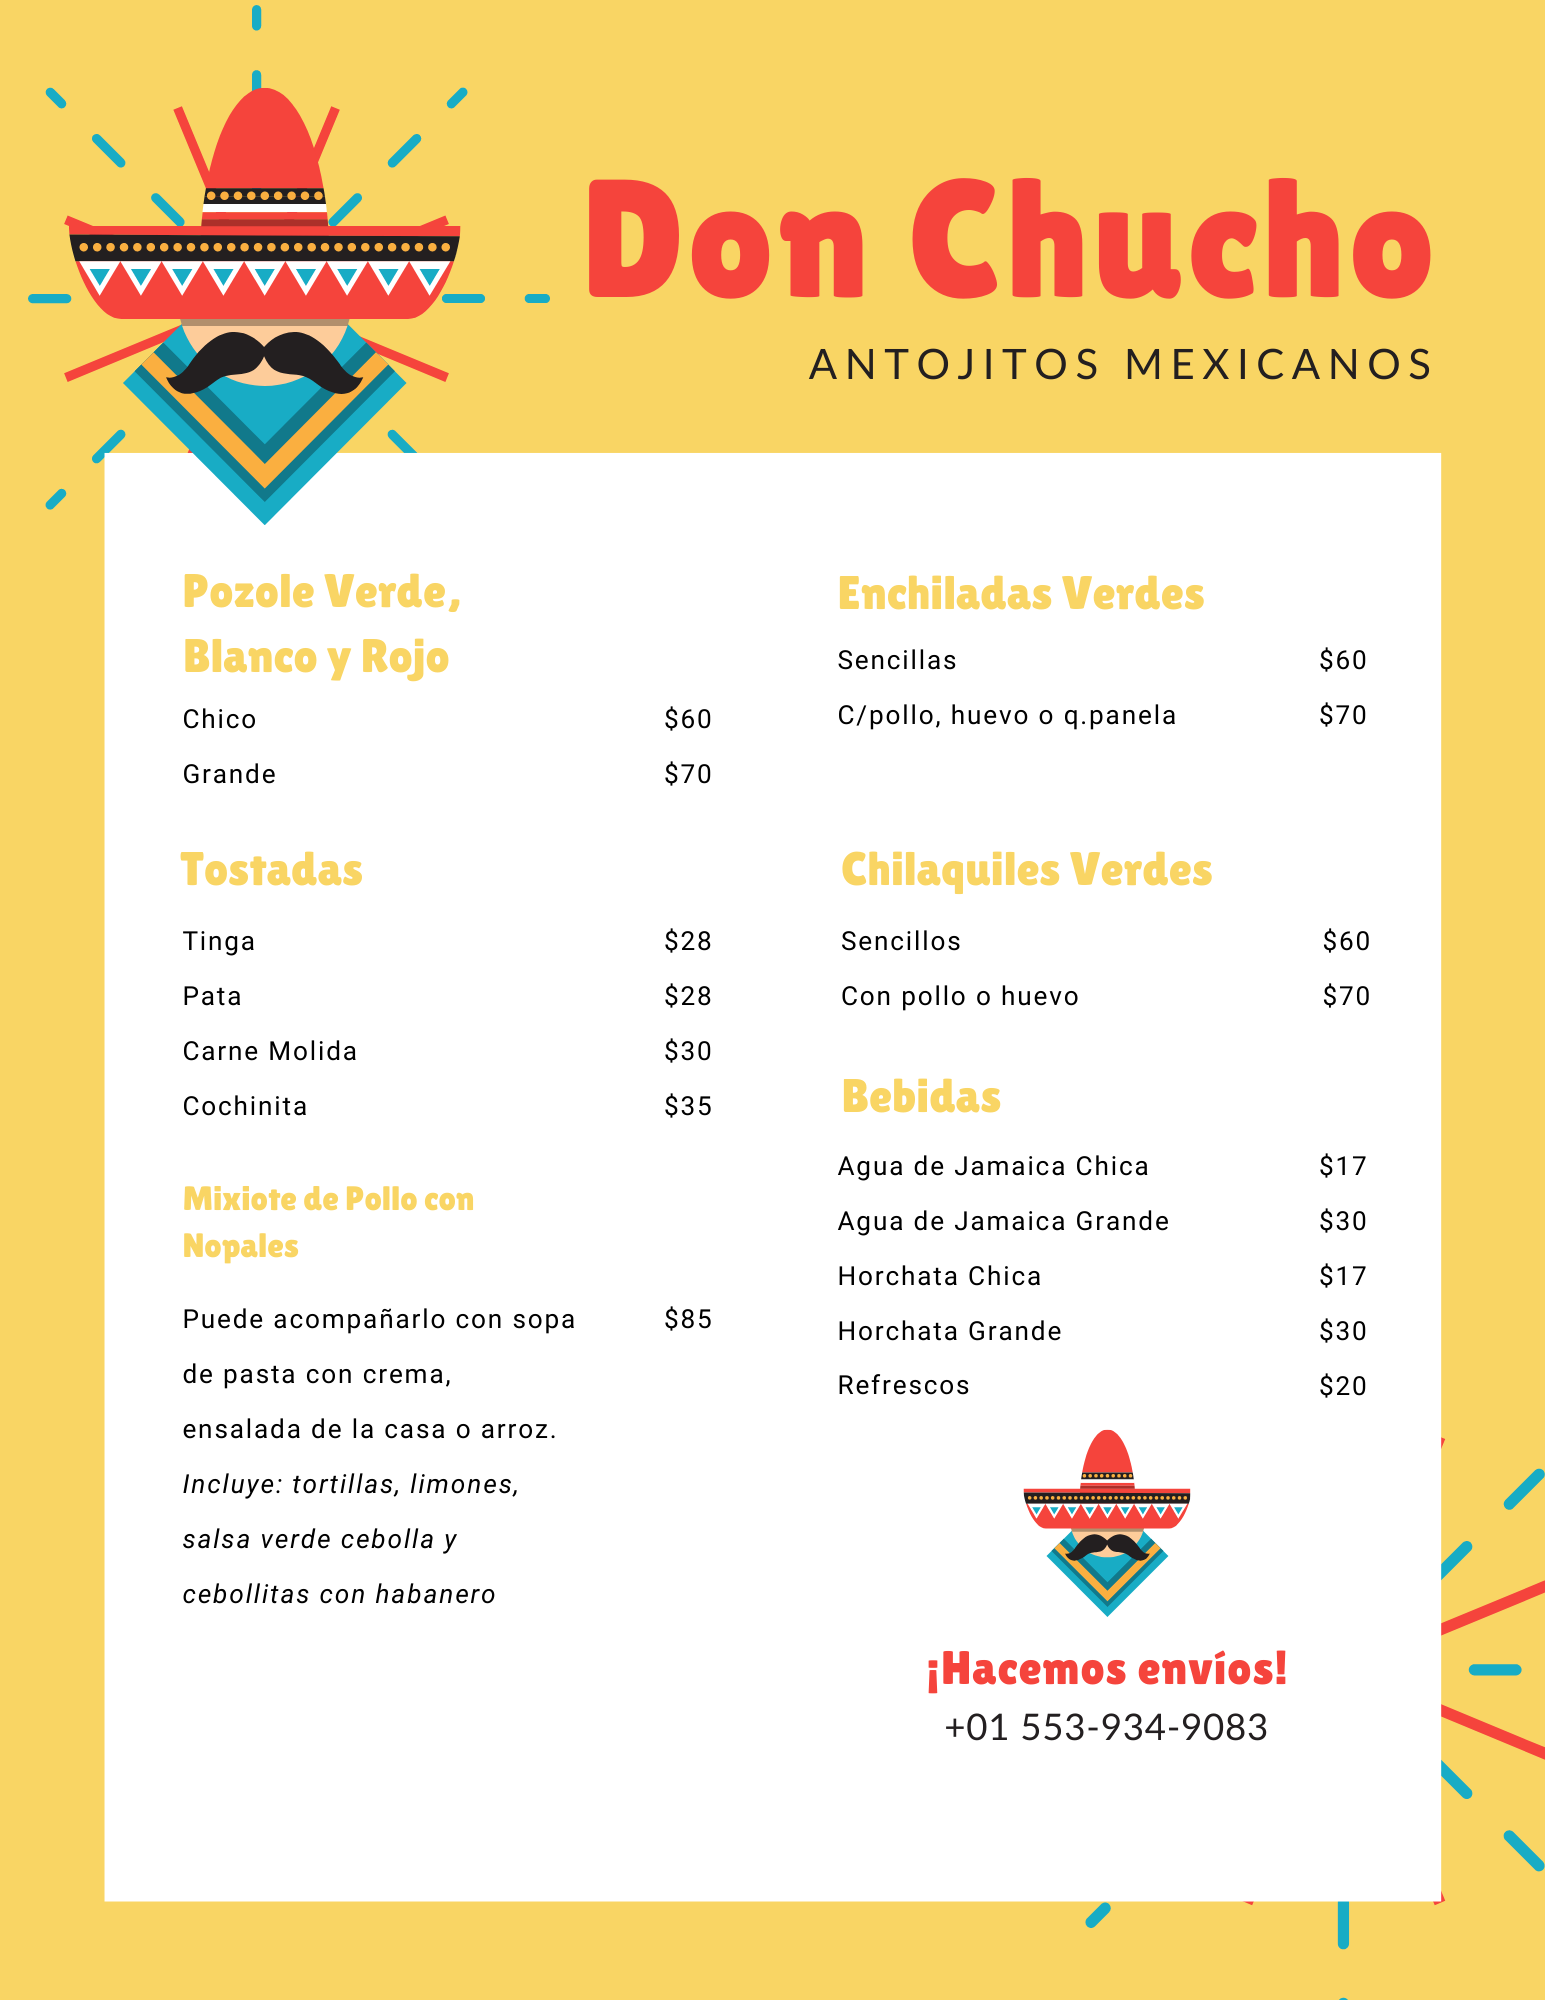 Don Chucho
ANTOJITOS MEXICANOS
Pozole Verde,
Blanco y Rojo
Chico $60
Grande $70
Tostadas
Tinga $28
Pata $28
Carne Molida $30
Cochinita $35
Mixiote de Pollo con
Nopales
Puede acompañarlo con sopa $85
de pasta con crema,
ensalada de la casa o arroz.
Incluye: tortillas, limones,
salsa verde cebolla y
cebollitas con habanero
Enchiladas Verdes
Sencillas $60
C/pollo, huevo o q.panela $70
Chilaquiles Verdes
Sencillos $60
Con pollo o huevo $70
Bebidas
Agua de Jamaica Chica $17
Agua de Jamaica Grande $30
Horchata Chica $17
Horchata Grande $30
Refrescos $20
¡Hacemos envíos!
+01 553-934-9083